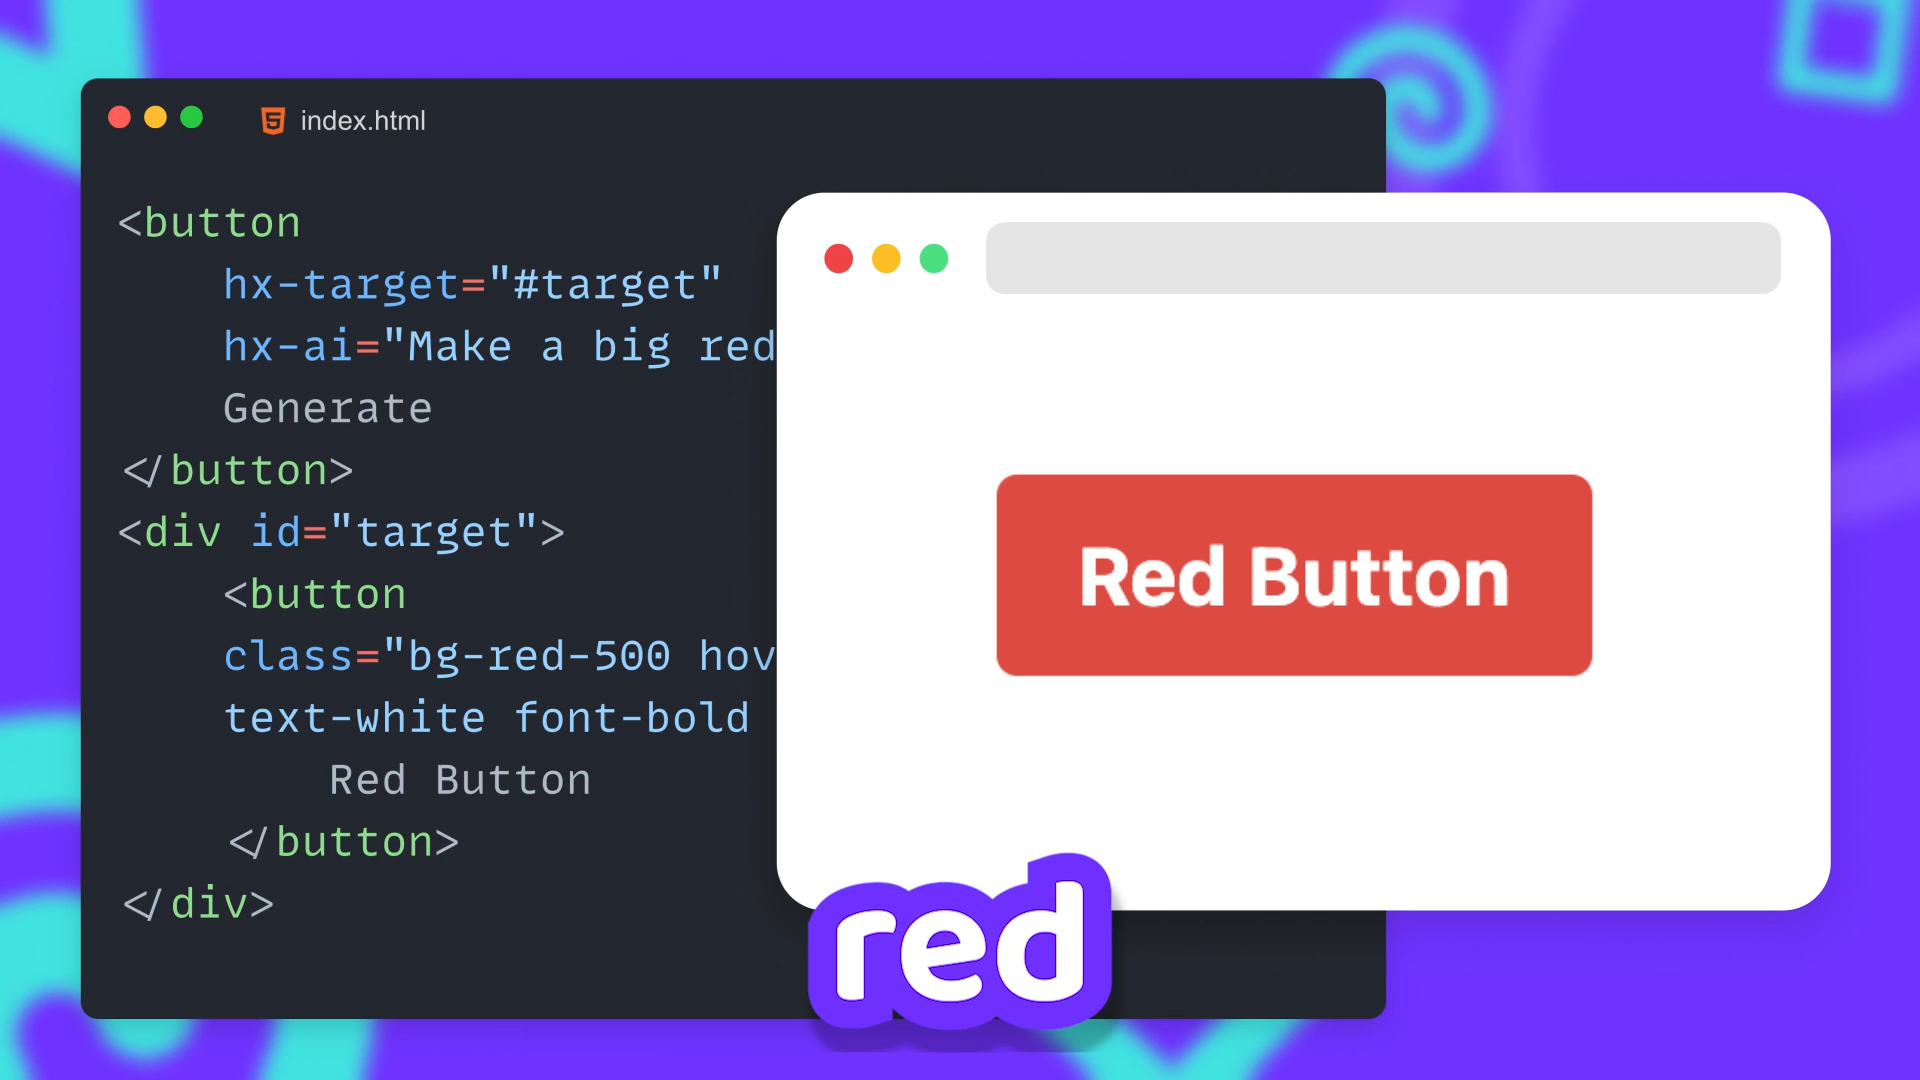 index.html
<button
hx-target="#target"
hx-ai="Make a big red
Generate
</button>
<div id="target">
<button
class="bg-red-500 hov
text-white font-bold
Red Button
</button>
</div>
Red Button
red